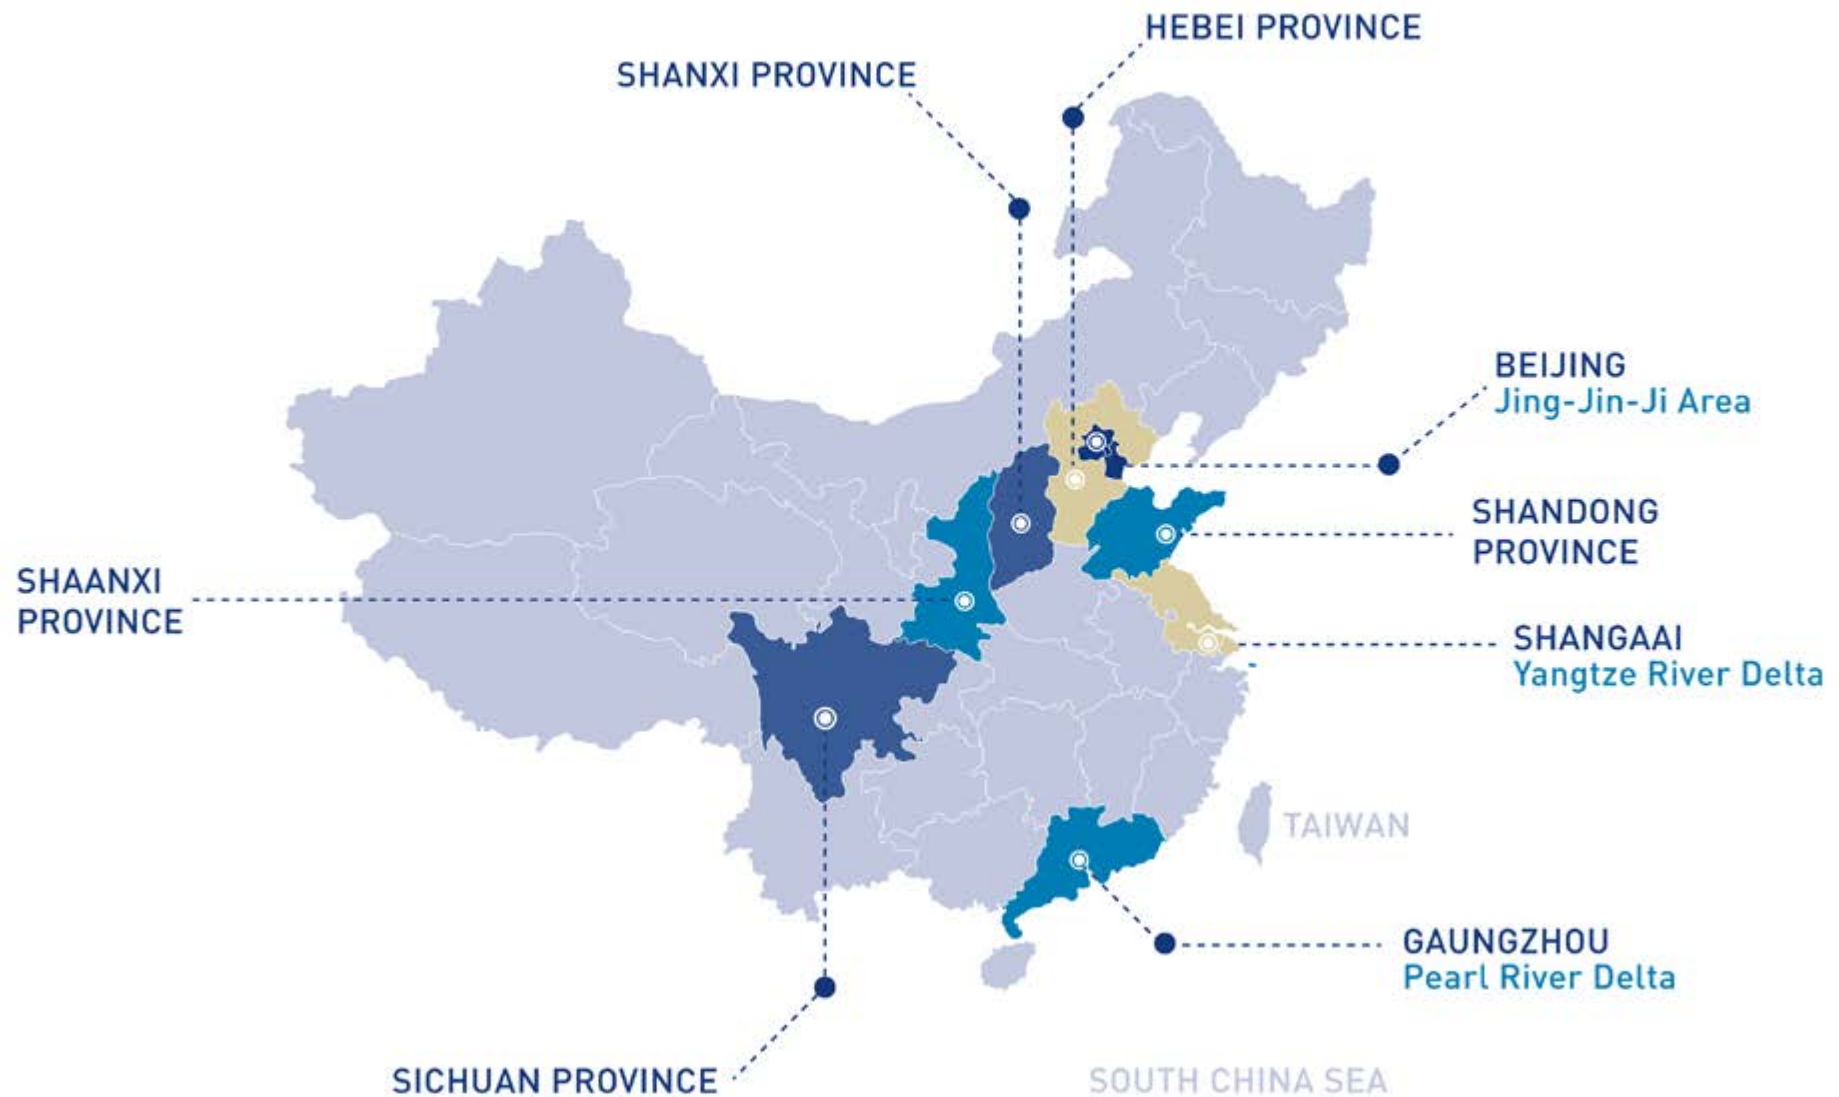 HEBEI PROVINCE
SHANXI PROVINCE
BEIJING
Jing-Jin-Ji Area
SHANDONG
PROVINCE
SHAANXI
PROVINCE
SHANGAAI
Yangtze River Delta
TAIWAN
GAUNGZHOU
Pearl River Delta
SICHUAN PROVINCE
SOUTH CHINA SEA